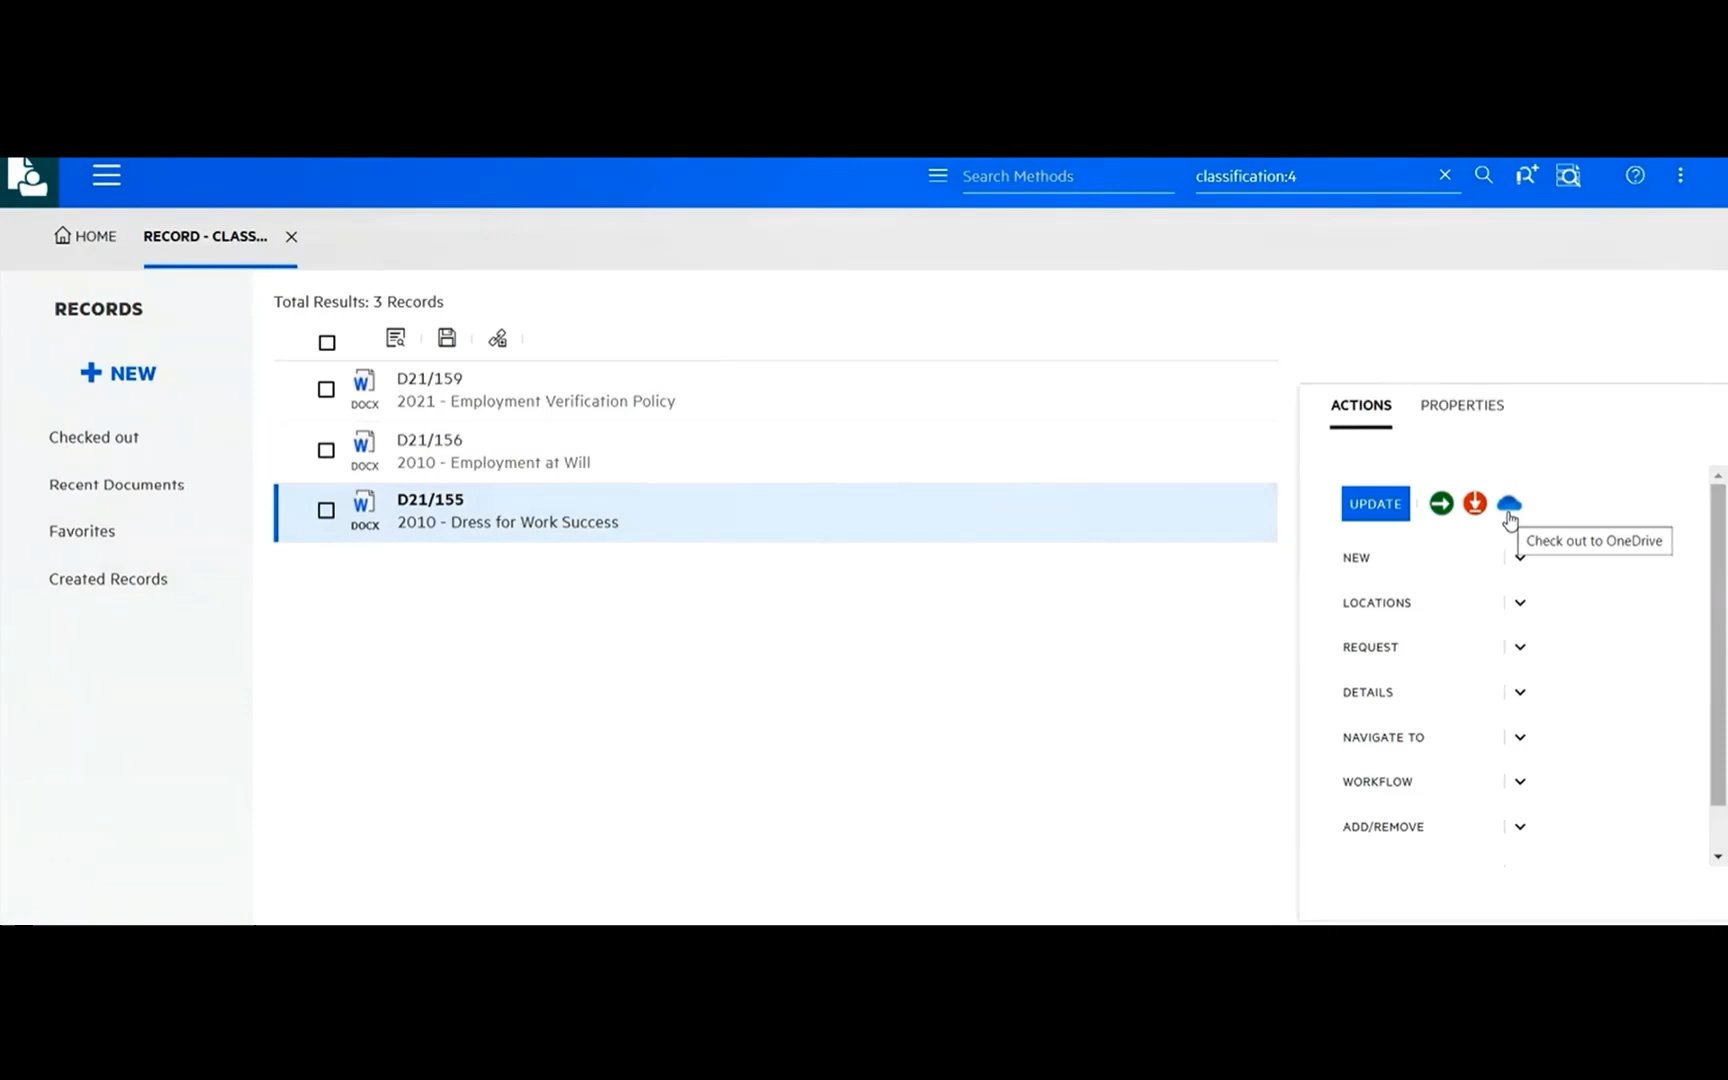 Search Methods
classification:4
HOME
RECORD - CLASS...
RECORDS
NEW
Checked out
Recent Documents
Favorites
Created Records
Total Results: 3 Records
W
DOCX
D21/159
2021 - Employment Verification Policy
W
DOCX
D21/156
2010 - Employment at Will
W
DOCX
D21/155
2010 - Dress for Work Success
ACTIONS
PROPERTIES
UPDATE
Check out to OneDrive
NEW
LOCATIONS
REQUEST
DETAILS
NAVIGATE TO
WORKFLOW
ADD/REMOVE